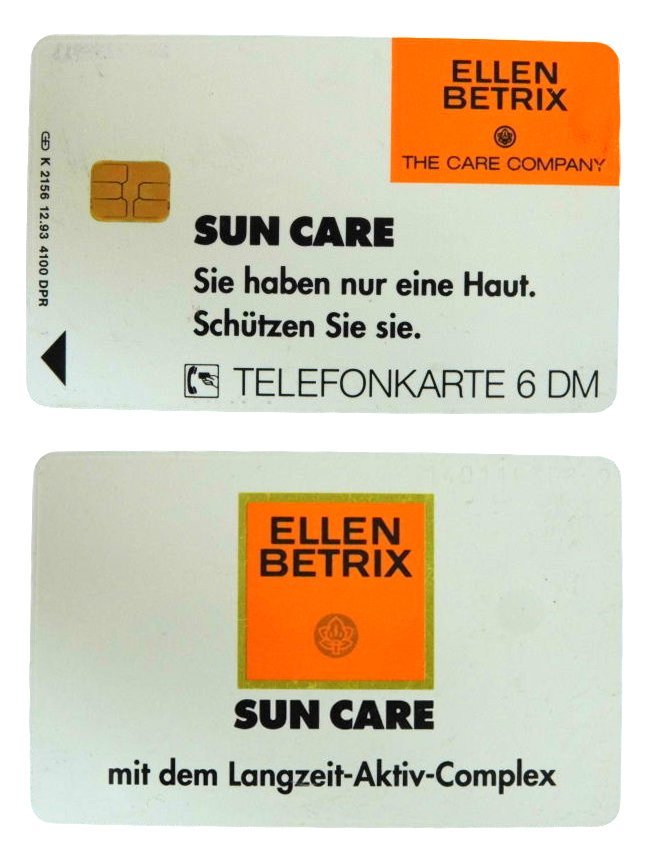 ELLEN
BETRIX
THE CARE COMPANY
K 2156 12.93 4100 DPR
SUN CARE
Sie haben nur eine Haut.
Schützen Sie sie.
TELEFONKARTE 6 DM
ELLEN
BETRIX
SUN CARE
mit dem Langzeit-Aktiv-Complex